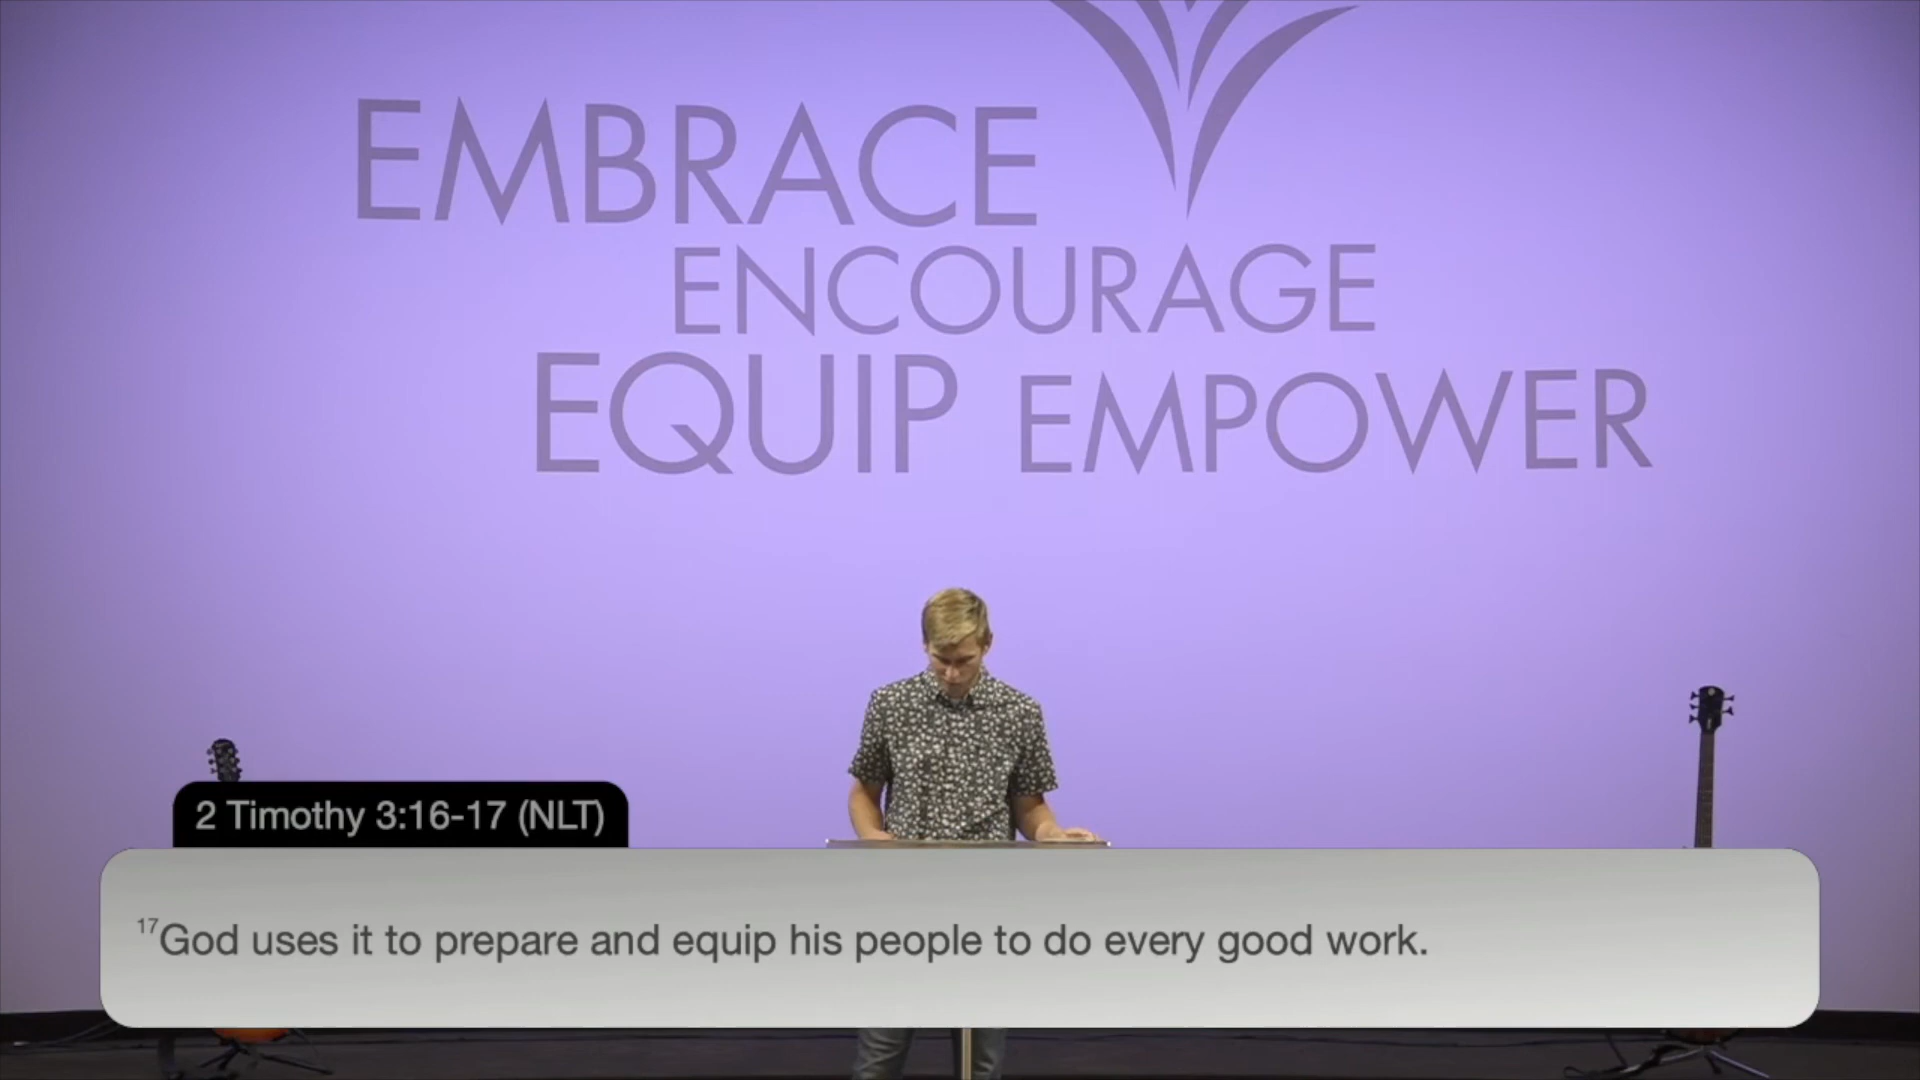 EMBRACE
ENCOURAGE
EQUIP EMPOWER
2 Timothy 3:16-17 (NLT)
17God uses it to prepare and equip his people to do every good work.